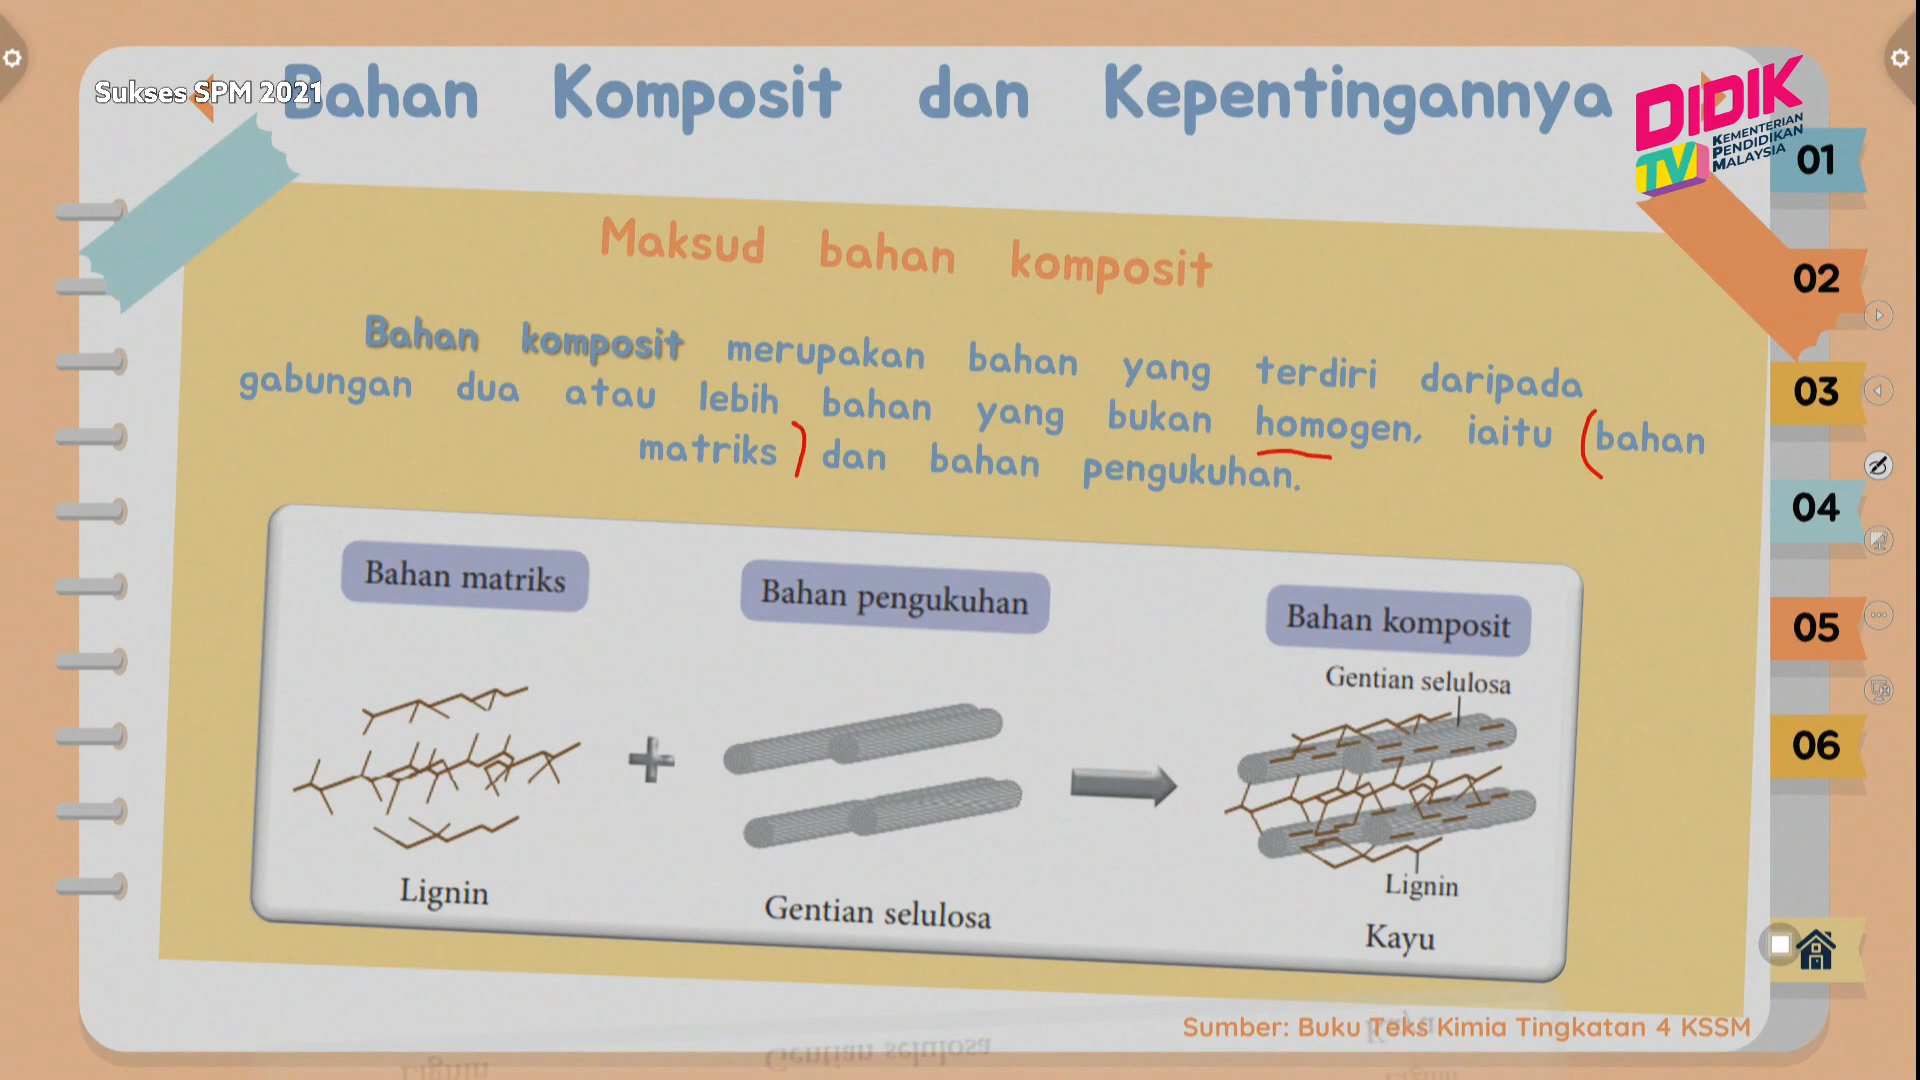 Sukses SPM 2021
Bahan Komposit dan Kepentingannya
DIDIK
TV
KEMENTERIAN
PENDIDIKAN
MALAYSIA
01
02
03
04
05
06
Maksud bahan komposit
Bahan komposit merupakan bahan yang terdiri daripada
gabungan dua atau lebih bahan yang bukan homogen, iaitu (bahan
matriks) dan bahan pengukuhan.
Bahan matriks
Bahan pengukuhan
Bahan komposit
Gentian selulosa
Lignin
Lignin
Gentian selulosa
Kayu
Sumber: Buku Teks Kimia Tingkatan 4 KSSM